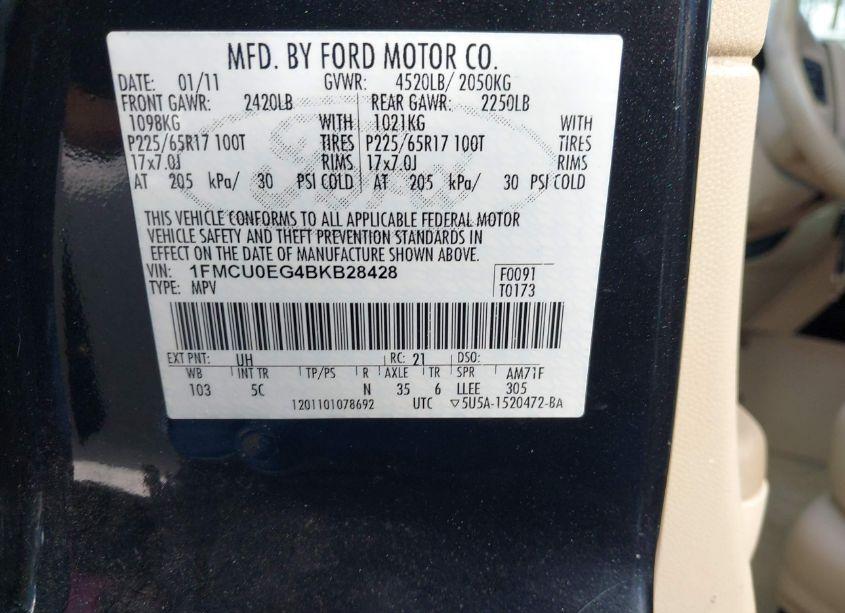 MFD. BY FORD MOTOR CO.
DATE: 01/11 GVWR: 4520LB/ 2050KG
FRONT GAWR: 2420LB REAR GAWR: 2250LB
1098KG WITH 1021KG WITH
P225/65R17 100T TIRES P225/65R17 100T TIRES
17x7.0J RIMS 17x7.0J RIMS
AT 205 kPa/ 30 PSI COLD AT 205 kPa/ 30 PSI COLD
THIS VEHICLE CONFORMS TO ALL APPLICABLE FEDERAL MOTOR
VEHICLE SAFETY AND THEFT PREVENTION STANDARDS IN
EFFECT ON THE DATE OF MANUFACTURE SHOWN ABOVE.
VIN: 1FMCU0EG4BKB28428 F0091
TYPE: MPV T0173
EXT PNT: UH RC: 21 DSO:
WB INT TR TP/PS R AXLE TR SPR AM71F
103 5C N 35 6 LLEE 305
1201101078692 UTC ▽5U5A-1520472-BA